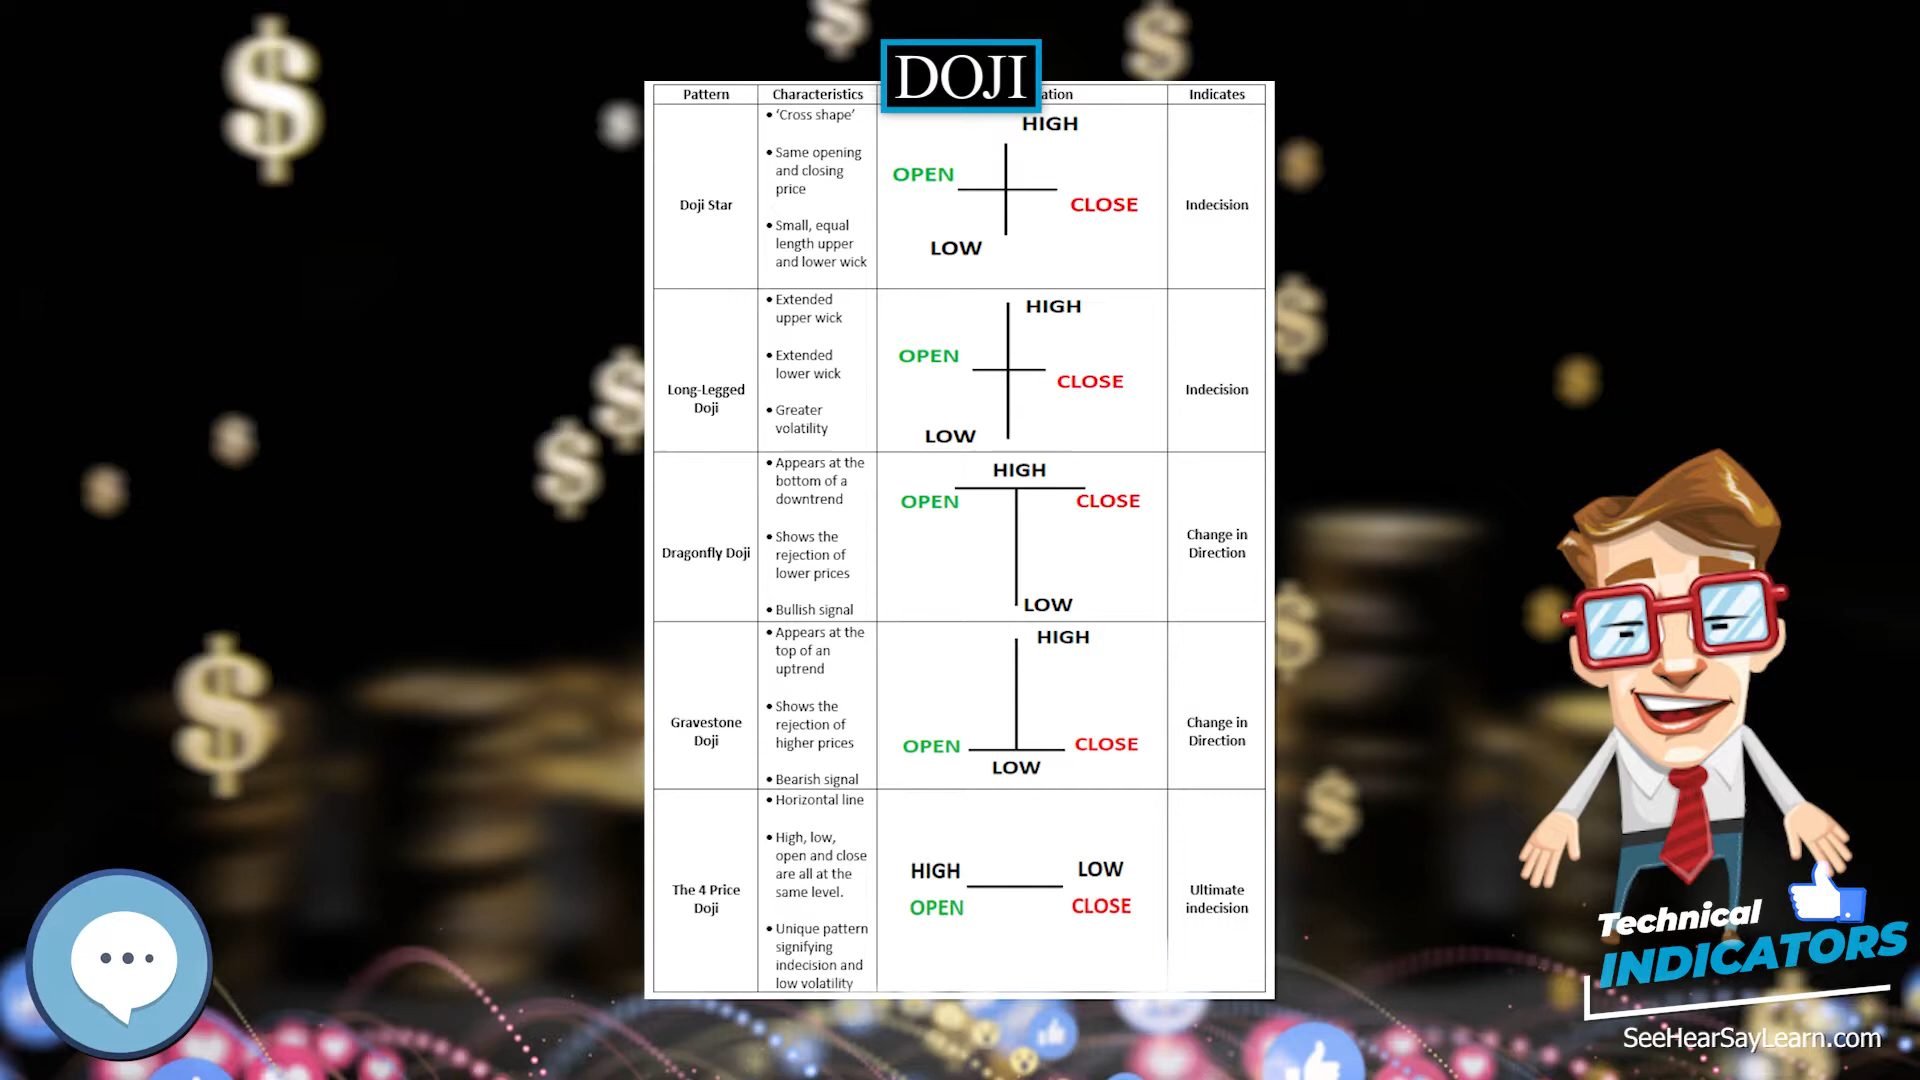 DOJI
Pattern
Characteristics
ation
Indicates
Doji Star
• ‘Cross shape’
• Same opening
and closing
price
• Small, equal
length upper
and lower wick
HIGH
OPEN
CLOSE
LOW
Indecision
Long-Legged
Doji
• Extended
upper wick
• Extended
lower wick
• Greater
volatility
HIGH
OPEN
CLOSE
LOW
Indecision
Dragonfly Doji
• Appears at the
bottom of a
downtrend
• Shows the
rejection of
lower prices
• Bullish signal
HIGH
OPEN
CLOSE
LOW
Change in
Direction
Gravestone
Doji
• Appears at the
top of an
uptrend
• Shows the
rejection of
higher prices
• Bearish signal
HIGH
OPEN
CLOSE
LOW
Change in
Direction
The 4 Price
Doji
• Horizontal line
• High, low,
open and close
are all at the
same level.
• Unique pattern
signifying
indecision and
low volatility
HIGH
LOW
OPEN
CLOSE
Ultimate
indecision
Technical
INDICATORS
SeeHearSayLearn.com